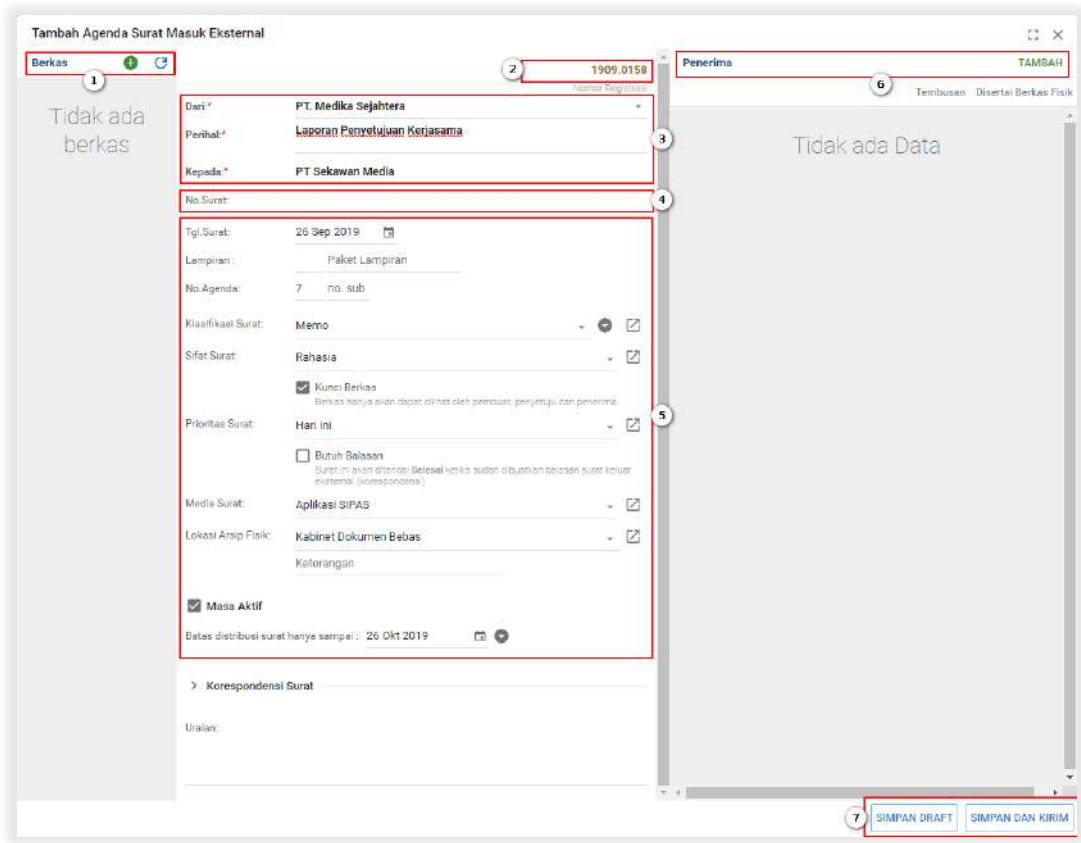 Tambah Agenda Surat Masuk Eksternal
Berkas
1
Tidak ada
berkas
2
1909.0158
Nomor Registrasi
Dari:* PT. Medika Sejahtera
Perihal:* Laporan Penyetujuan Kerjasama
3
Kepada:* PT Sekawan Media
No.Surat:
4
Tgl.Surat: 26 Sep 2019
Lampiran : Paket Lampiran
No.Agenda: 7 no. sub
Klasifikasi Surat: Memo
Sifat Surat: Rahasia
Kunci Berkas
Berkas hanya akan dapat dilihat oleh pembuat, penyetuju dan penerima
5
Prioritas Surat: Hari ini
Butuh Balasan
Surat ini akan ditandai Selesai ketika sudah dibuatkan balasan surat keluar
eksternal (korespondensi)
Media Surat: Aplikasi SIPAS
Lokasi Arsip Fisik: Kabinet Dokumen Bebas
Keterangan
Masa Aktif
Batas distribusi surat hanya sampai : 26 Okt 2019
Korespondensi Surat
Uraian:
Penerima TAMBAH
6
Tembusan Disertai Berkas Fisik
Tidak ada Data
7
SIMPAN DRAFT SIMPAN DAN KIRIM